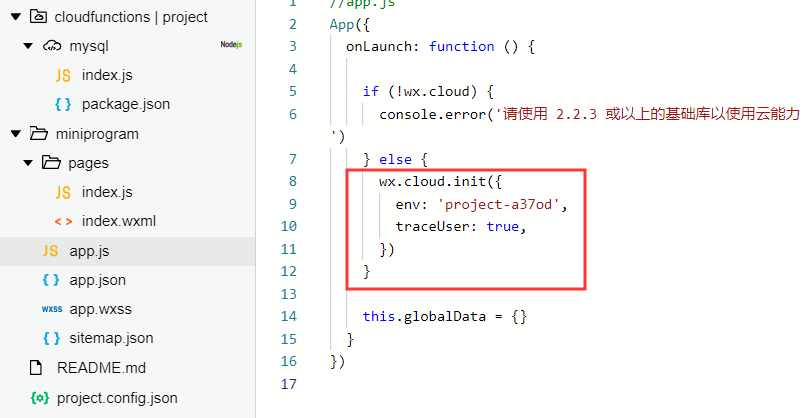 cloudfunctions | project
mysql
Nodejs
JS index.js
{ } package.json
miniprogram
pages
JS index.js
< > index.wxml
JS app.js
{ } app.json
wxss app.wxss
{ } sitemap.json
README.md
{ } project.config.json
1 //app.js
2 App({
3 onLaunch: function () {
4
5 if (!wx.cloud) {
6 console.error('请使用 2.2.3 或以上的基础库以使用云能力
')
7 } else {
8 wx.cloud.init({
9 env: 'project-a37od',
10 traceUser: true,
11 })
12 }
13
14 this.globalData = {}
15 }
16 })
17